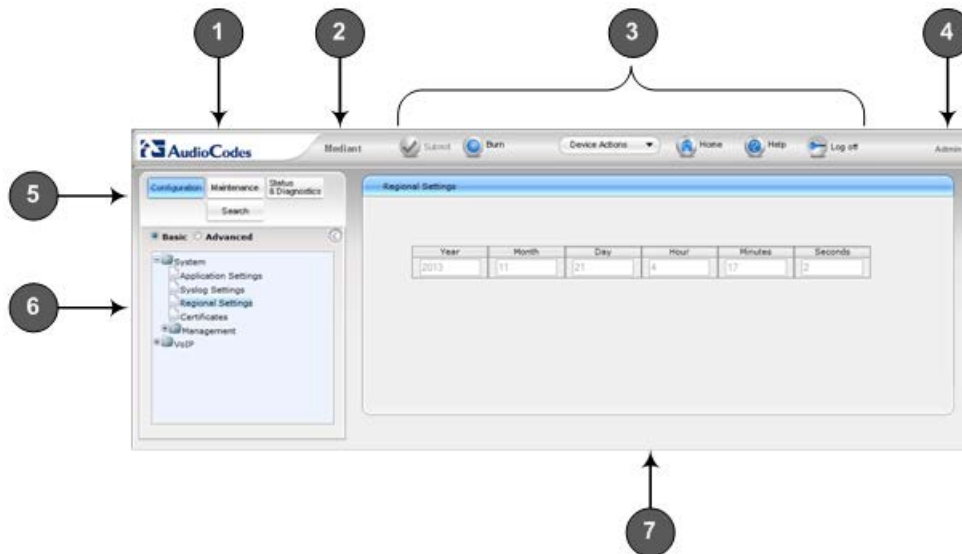 1
2
3
4
AudioCodes
Mediant
Submit
Burn
Device Actions
Home
Help
Log off
Admin
5
Configuration
Maintenance
Status
& Diagnostics
Search
Basic
Advanced
System
Application Settings
Syslog Settings
Regional Settings
Certificates
Management
VoIP
6
Regional Settings
Year Month Day Hour Minutes Seconds
2013 11 21 4 17 2
7